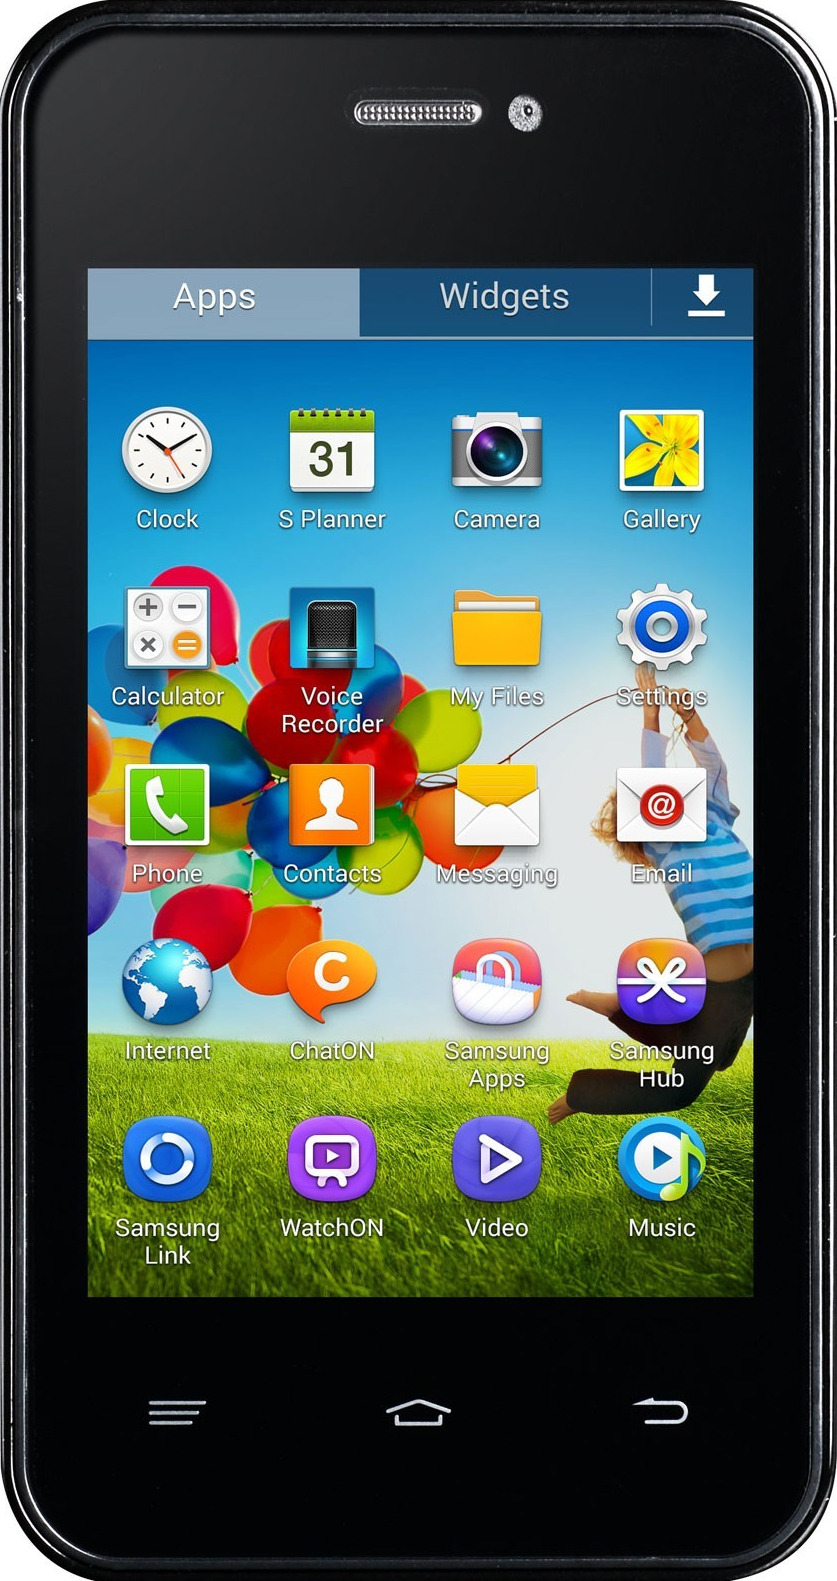 Apps Widgets
31
Clock S Planner Camera Gallery
Calculator Voice My Files Settings
Recorder
@
Phone Contacts Messaging Email
C
Internet ChatON Samsung Samsung
Apps Hub
Samsung WatchON Video Music
Link